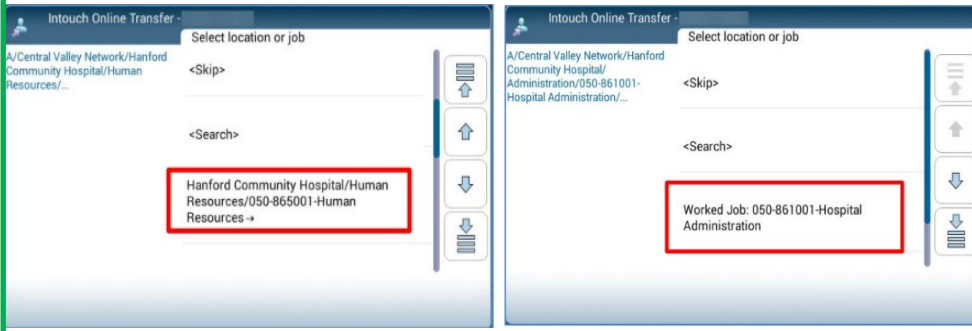 Intouch Online Transfer -
Select location or job
A/Central Valley Network/Hanford
Community Hospital/Human
Resources/...
<Skip>
<Search>
Hanford Community Hospital/Human
Resources/050-865001-Human
Resources→
Intouch Online Transfer -
Select location or job
A/Central Valley Network/Hanford
Community Hospital/
Administration/050-861001-
Hospital Administration/...
<Skip>
<Search>
Worked Job: 050-861001-Hospital
Administration